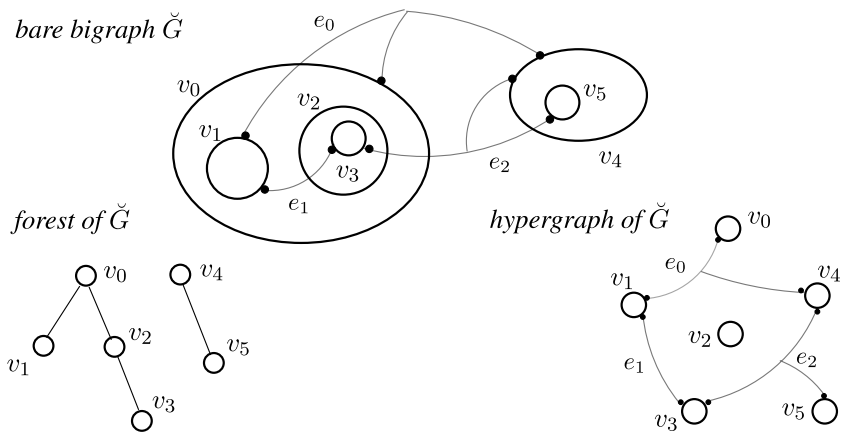 bare bigraph Ğ
e₀
v₀
v₂
v₅
v₁
v₃
e₂
v₄
e₁
forest of Ğ
hypergraph of Ğ
v₀
v₀
v₄
e₀
v₁
v₄
v₂
v₂
v₁
v₅
e₁
e₂
v₃
v₃
v₅